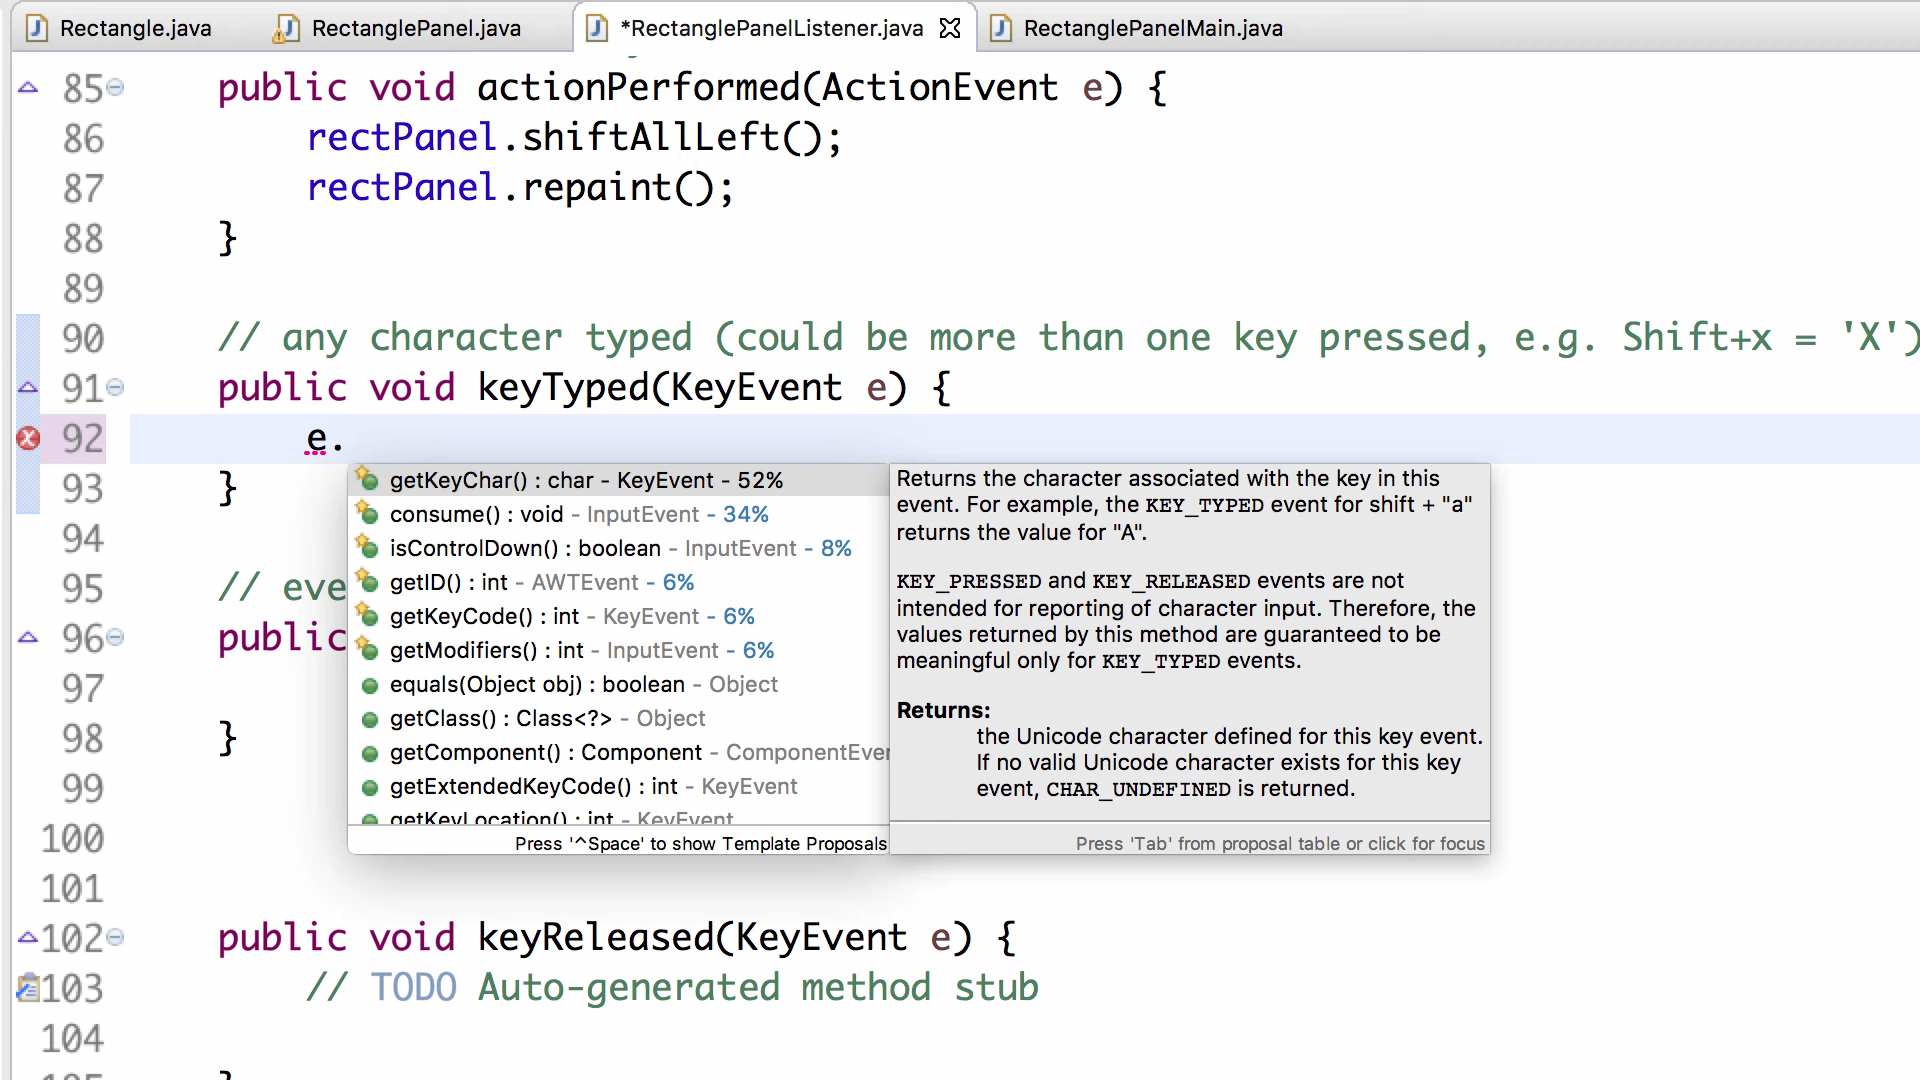 Rectangle.java
RectanglePanel.java
*RectanglePanelListener.java
RectanglePanelMain.java
85 public void actionPerformed(ActionEvent e) {
86 rectPanel.shiftAllLeft();
87 rectPanel.repaint();
88 }
89
90 // any character typed (could be more than one key pressed, e.g. Shift+x = 'X')
91 public void keyTyped(KeyEvent e) {
92 e.
93 }
94
95 // eve
96 public
97
98 }
99
100
101
102 public void keyReleased(KeyEvent e) {
103 // TODO Auto-generated method stub
104
getKeyChar() : char - KeyEvent - 52%
consume() : void - InputEvent - 34%
isControlDown() : boolean - InputEvent - 8%
getID() : int - AWTEvent - 6%
getKeyCode() : int - KeyEvent - 6%
getModifiers() : int - InputEvent - 6%
equals(Object obj) : boolean - Object
getClass() : Class<?> - Object
getComponent() : Component - ComponentEver
getExtendedKeyCode() : int - KeyEvent
getKeyLocation() : int - KeyEvent
Press '^Space' to show Template Proposals
Returns the character associated with the key in this
event. For example, the KEY_TYPED event for shift + "a"
returns the value for "A".
KEY_PRESSED and KEY_RELEASED events are not
intended for reporting of character input. Therefore, the
values returned by this method are guaranteed to be
meaningful only for KEY_TYPED events.
Returns:
the Unicode character defined for this key event.
If no valid Unicode character exists for this key
event, CHAR_UNDEFINED is returned.
Press 'Tab' from proposal table or click for focus